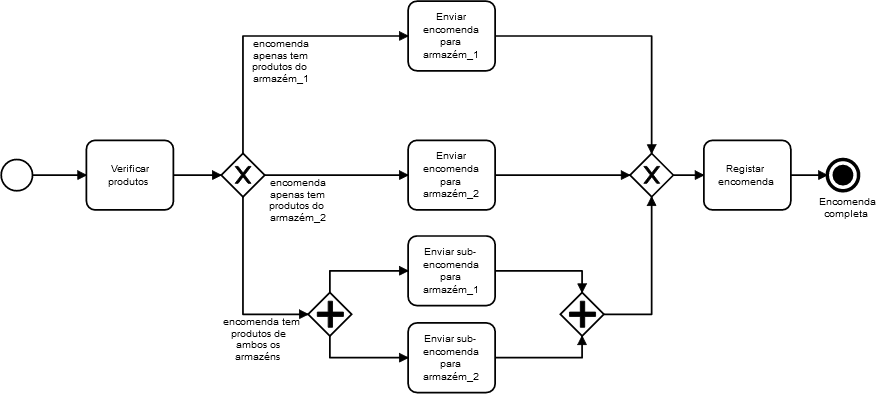 Enviar
encomenda
para
armazém_1
encomenda
apenas tem
produtos do
armazém_1
Verificar
produtos
X
encomenda
apenas tem
produtos do
armazém_2
Enviar
encomenda
para
armazém_2
X
Registar
encomenda
Encomenda
completa
Enviar sub-
encomenda
para
armazém_1
encomenda tem
produtos de
ambos os
armazéns
Enviar sub-
encomenda
para
armazém_2